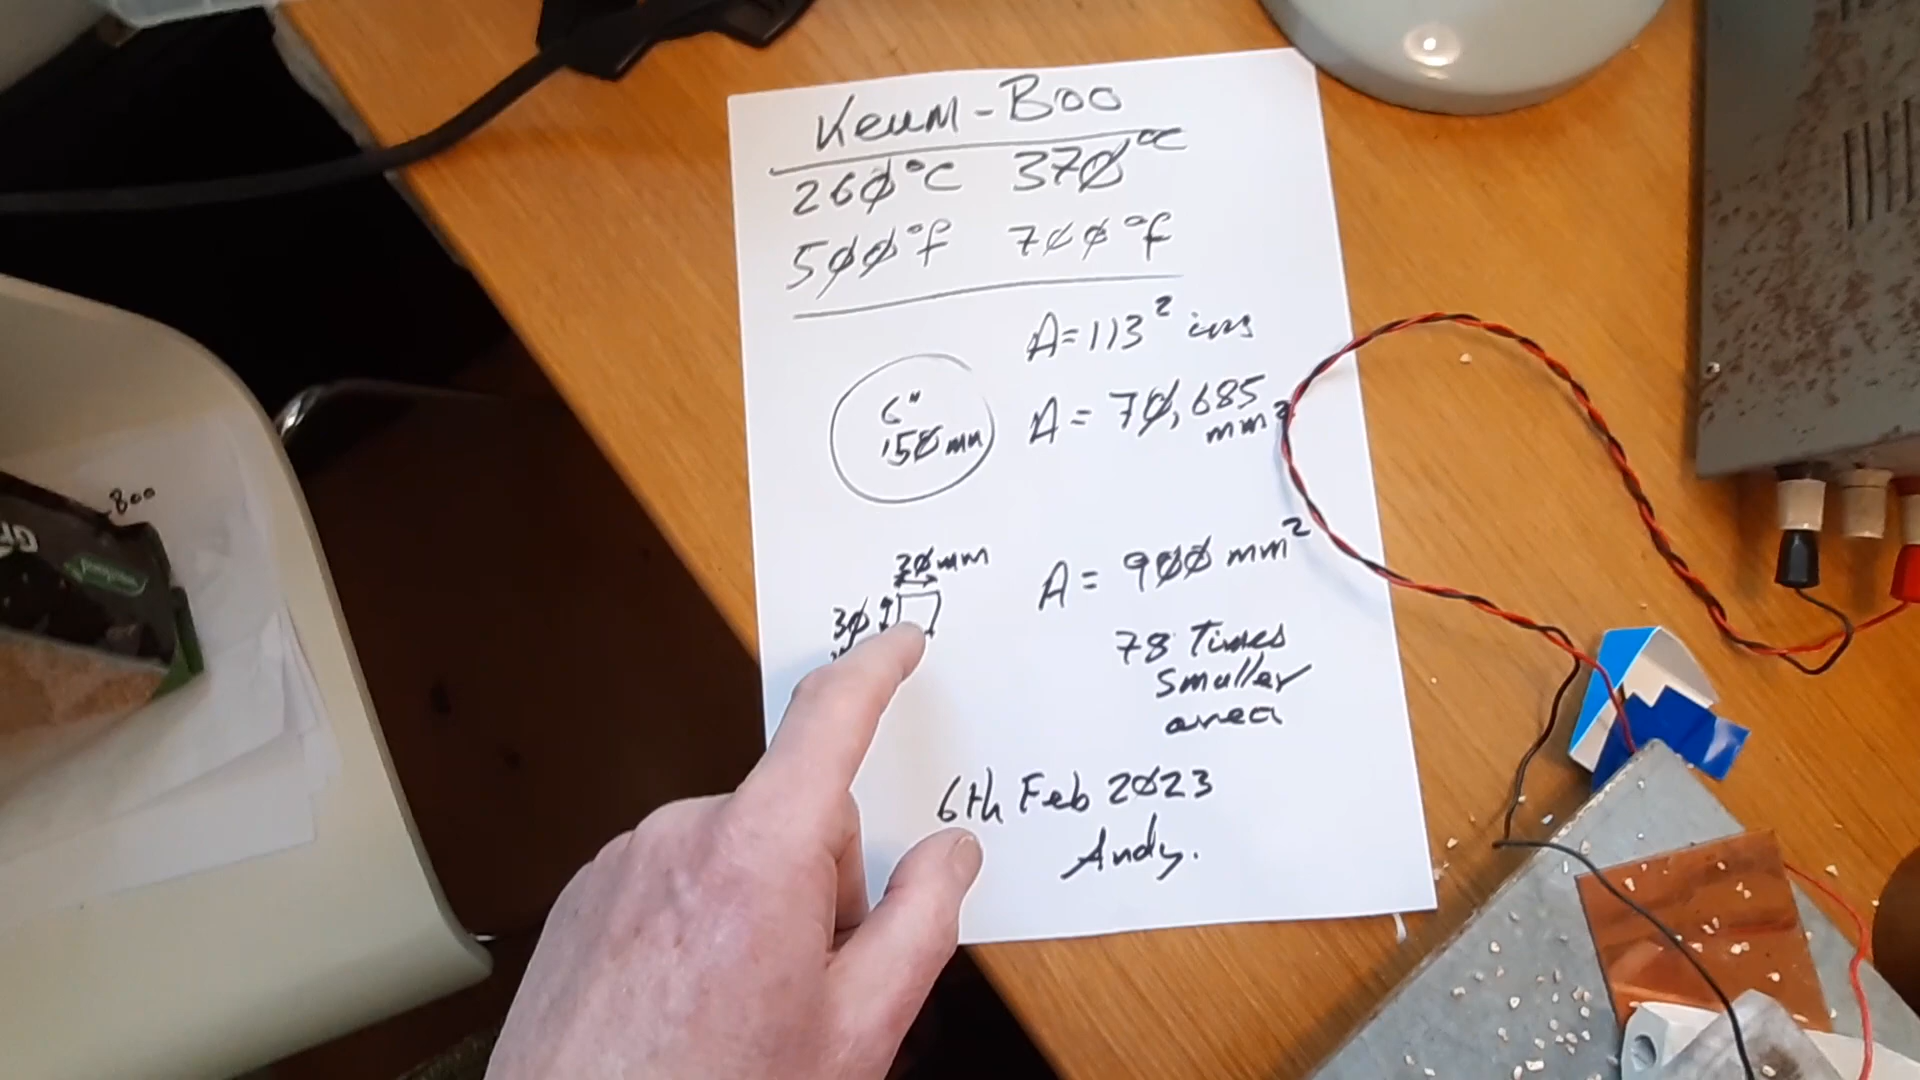 Keum-Boo
260°C 370°C
500°F 700°F
A=113² ins
6"
150mm
A = 70,685
mm²
30mm
A = 900 mm²
30
78 Times
smaller
area
6th Feb 2023
Andy.
800